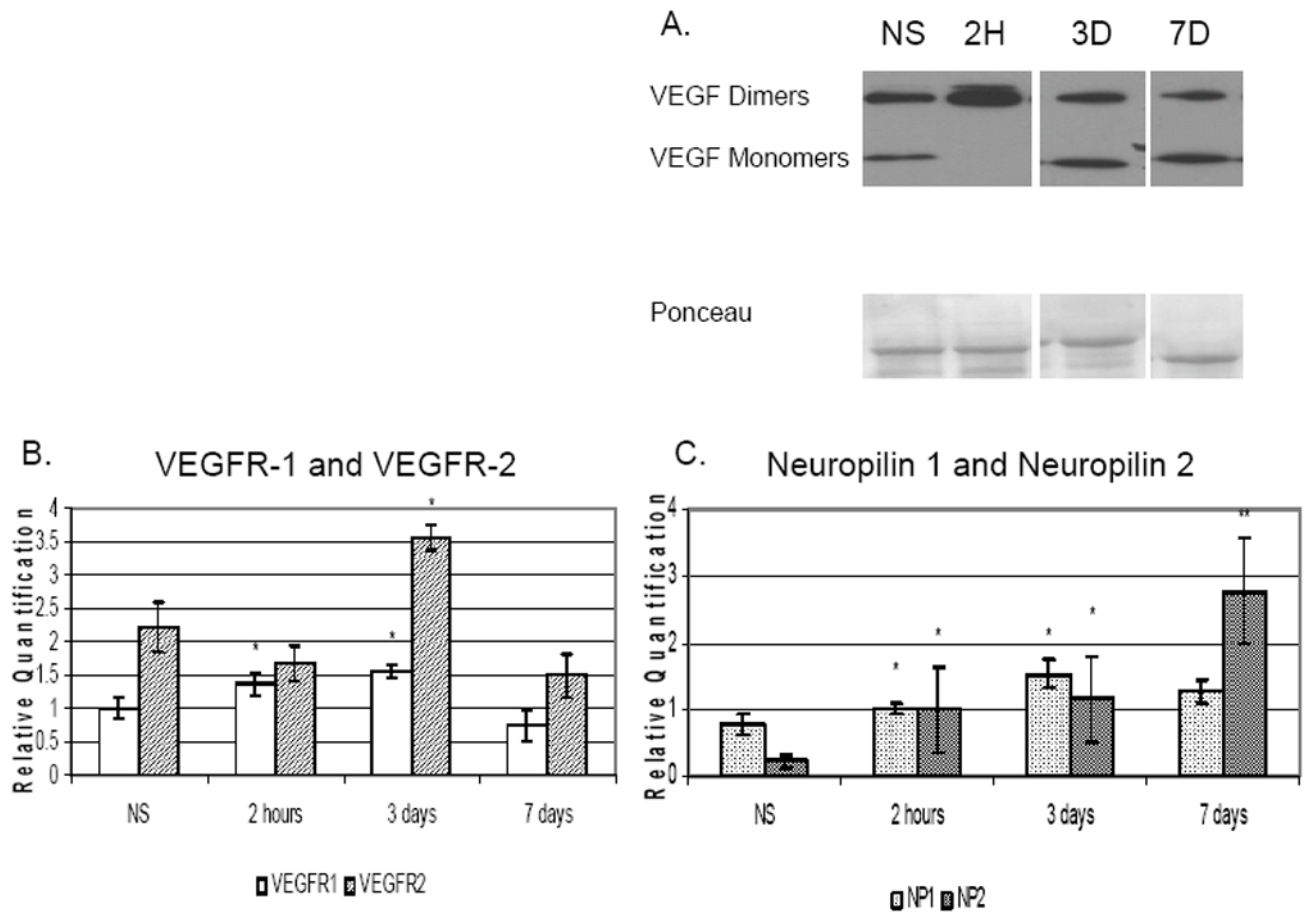 A.
NS 2H 3D 7D
VEGF Dimers
VEGF Monomers
Ponceau
B.
VEGFR-1 and VEGFR-2
Relative Quantification
4
3.5
3
2.5
2
1.5
1
0.5
0
* * *
NS 2 hours 3 days 7 days
VEGFR1 VEGFR2
C.
Neuropilin 1 and Neuropilin 2
Relative Quantification
4
3
2
1
0
* * * * **
NS 2 hours 3 days 7 days
NP1 NP2